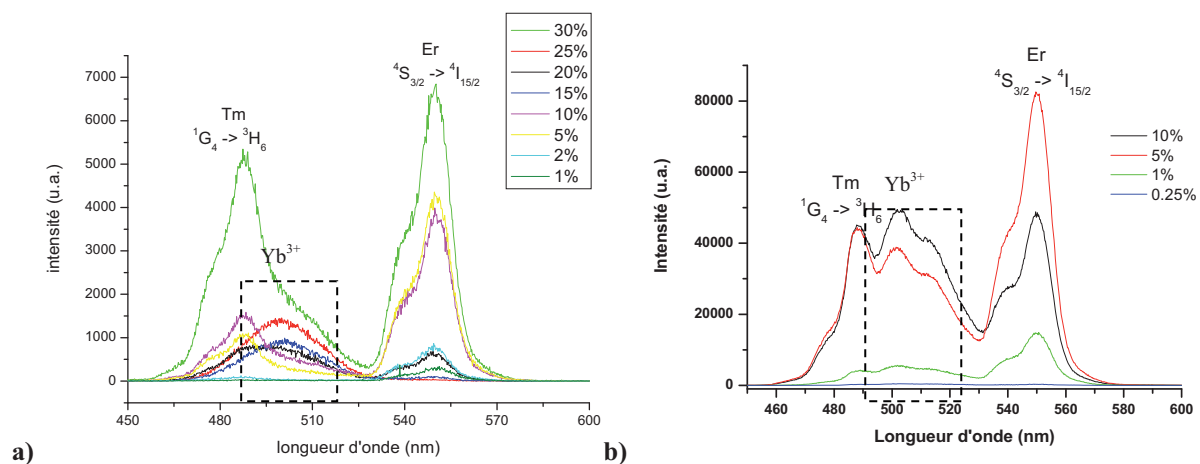 30%
25%
20%
15%
10%
5%
2%
1%
Er
⁴S₃/₂ -> ⁴I₁₅/₂
Tm
¹G₄ -> ³H₆
Yb³⁺
7000
6000
5000
4000
3000
2000
1000
0
intensité (u.a.)
450 480 510 540 570 600
longueur d'onde (nm)
a)
Er
⁴S₃/₂ -> ⁴I₁₅/₂
10%
5%
1%
0.25%
Tm
¹G₄ -> ³H₆
Yb³⁺
80000
60000
40000
20000
0
Intensité (u.a.)
460 480 500 520 540 560 580 600
Longueur d'onde (nm)
b)